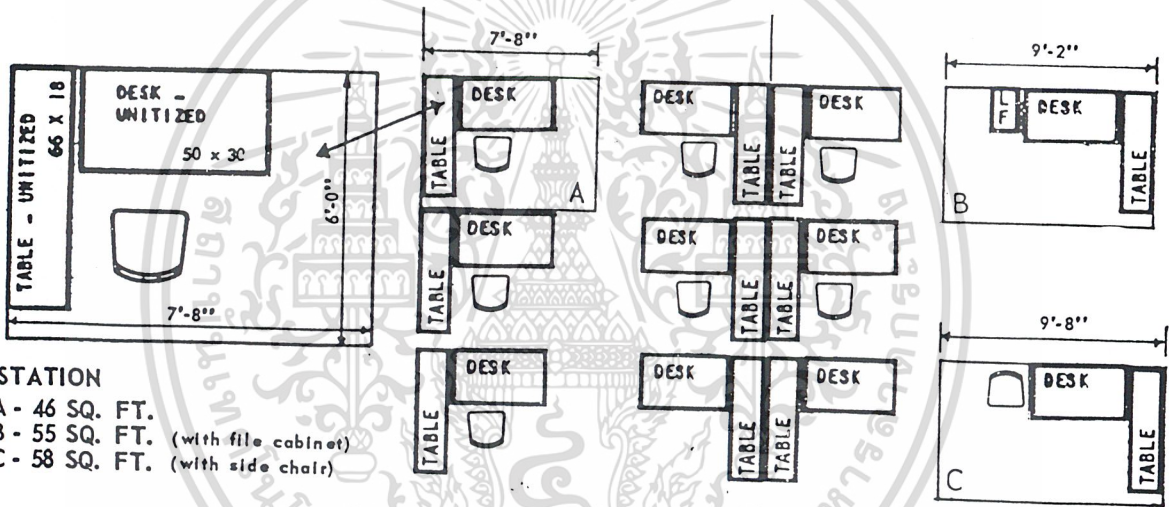 TABLE - UNITIZED
66 X 18
DESK -
UNITIZED
50 x 30
6'-0"
7'-8"
STATION
A - 46 SQ. FT.
B - 55 SQ. FT. (with file cabinet)
C - 58 SQ. FT. (with side chair)
7'-8"
DESK
TABLE
A
DESK
TABLE
DESK
TABLE
DESK
TABLE
TABLE
DESK
DESK
TABLE
TABLE
DESK
DESK
TABLE
TABLE
DESK
9'-2"
L
F
DESK
TABLE
B
9'-8"
DESK
TABLE
C